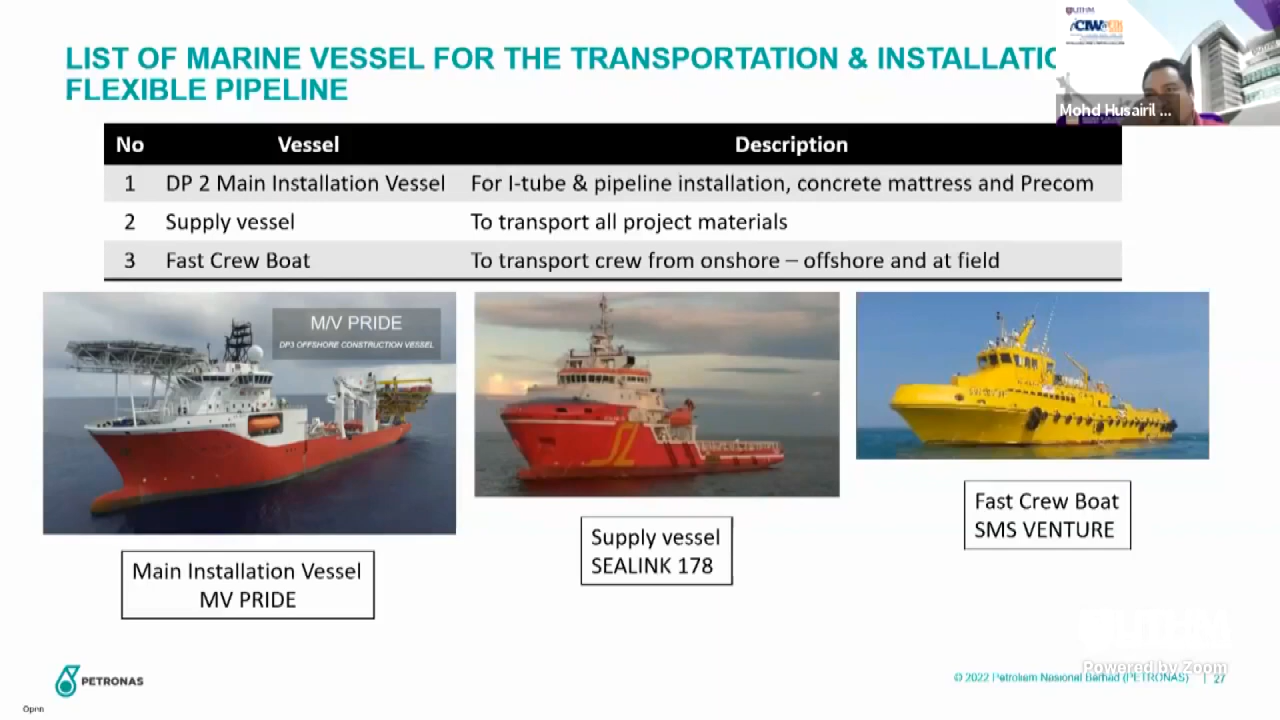 LIST OF MARINE VESSEL FOR THE TRANSPORTATION & INSTALLATIO
FLEXIBLE PIPELINE
UTHM
Mohd Husairil ...
No Vessel Description
1 DP 2 Main Installation Vessel For I-tube & pipeline installation, concrete mattress and Precom
2 Supply vessel To transport all project materials
3 Fast Crew Boat To transport crew from onshore – offshore and at field
M/V PRIDE
DP3 OFFSHORE CONSTRUCTION VESSEL
Main Installation Vessel
MV PRIDE
Supply vessel
SEALINK 178
Fast Crew Boat
SMS VENTURE
PETRONAS
UTHM
Powered by Zoom
© 2022 Petroliam Nasional Berhad (PETRONAS) | 27
Open